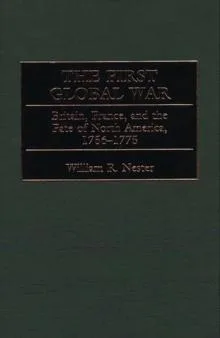 THE FIRST
GLOBAL WAR
Britain, France, and the
Fate of North America,
1756–1775
William R. Nester